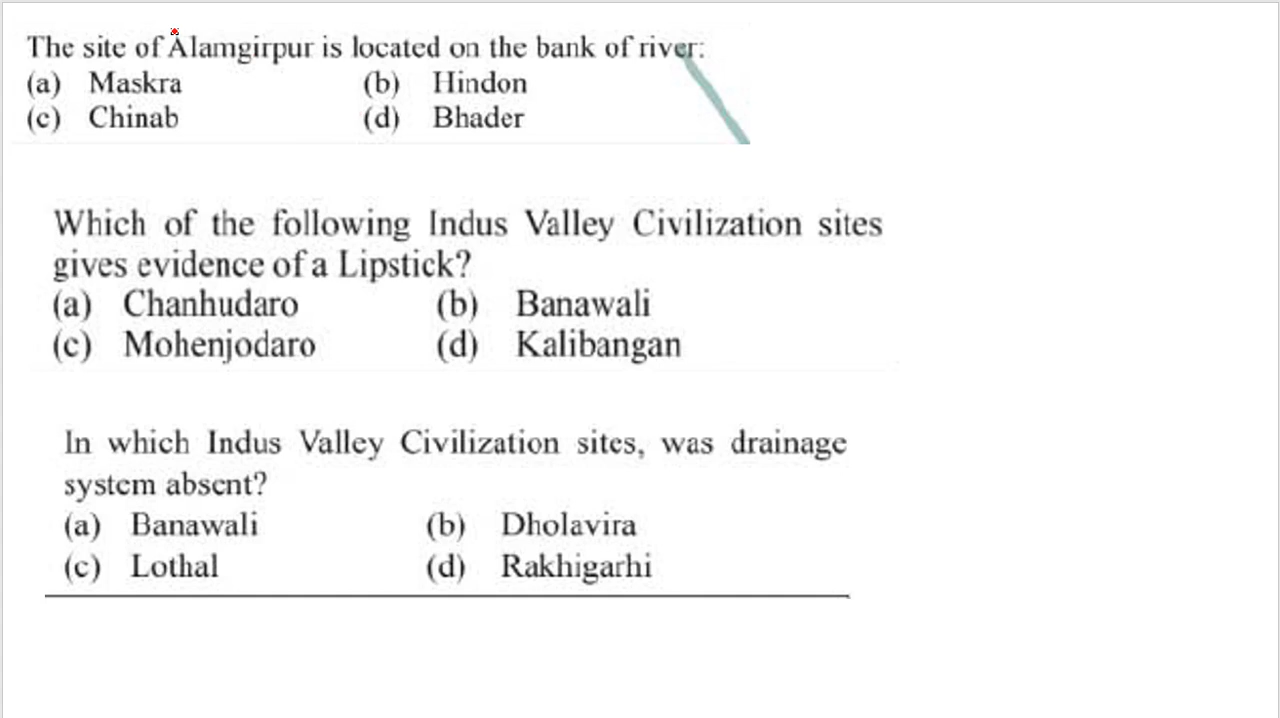 The site of Alamgirpur is located on the bank of river:
(a) Maskra (b) Hindon
(c) Chinab (d) Bhader
Which of the following Indus Valley Civilization sites
gives evidence of a Lipstick?
(a) Chanhudaro (b) Banawali
(c) Mohenjodaro (d) Kalibangan
In which Indus Valley Civilization sites, was drainage
system absent?
(a) Banawali (b) Dholavira
(c) Lothal (d) Rakhigarhi